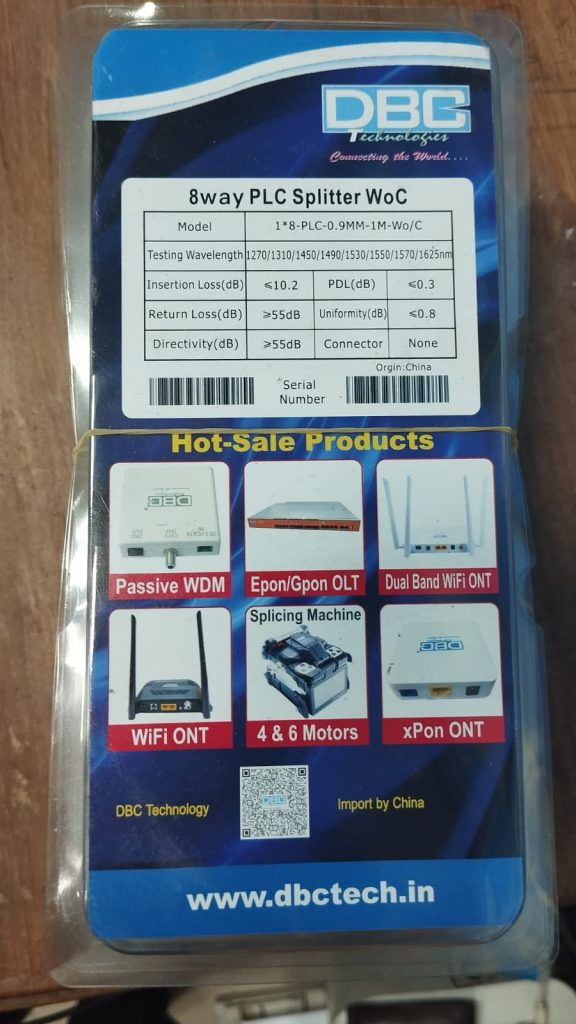 DBC
Technologies
Connecting the World....
8way PLC Splitter WoC
Model 1*8-PLC-0.9MM-1M-Wo/C
Testing Wavelength 1270/1310/1450/1490/1530/1550/1570/1625nm
Insertion Loss(dB) ≤10.2 PDL(dB) ≤0.3
Return Loss(dB) ≥55dB Uniformity(dB) ≤0.8
Directivity(dB) ≥55dB Connector None
Orgin:China
Serial
Number
Hot-Sale Products
DBC
Passive WDM
Epon/Gpon OLT
Dual Band WiFi ONT
WiFi ONT
Splicing Machine
4 & 6 Motors
DBC
xPon ONT
DBC Technology
DBC
Import by China
www.dbctech.in